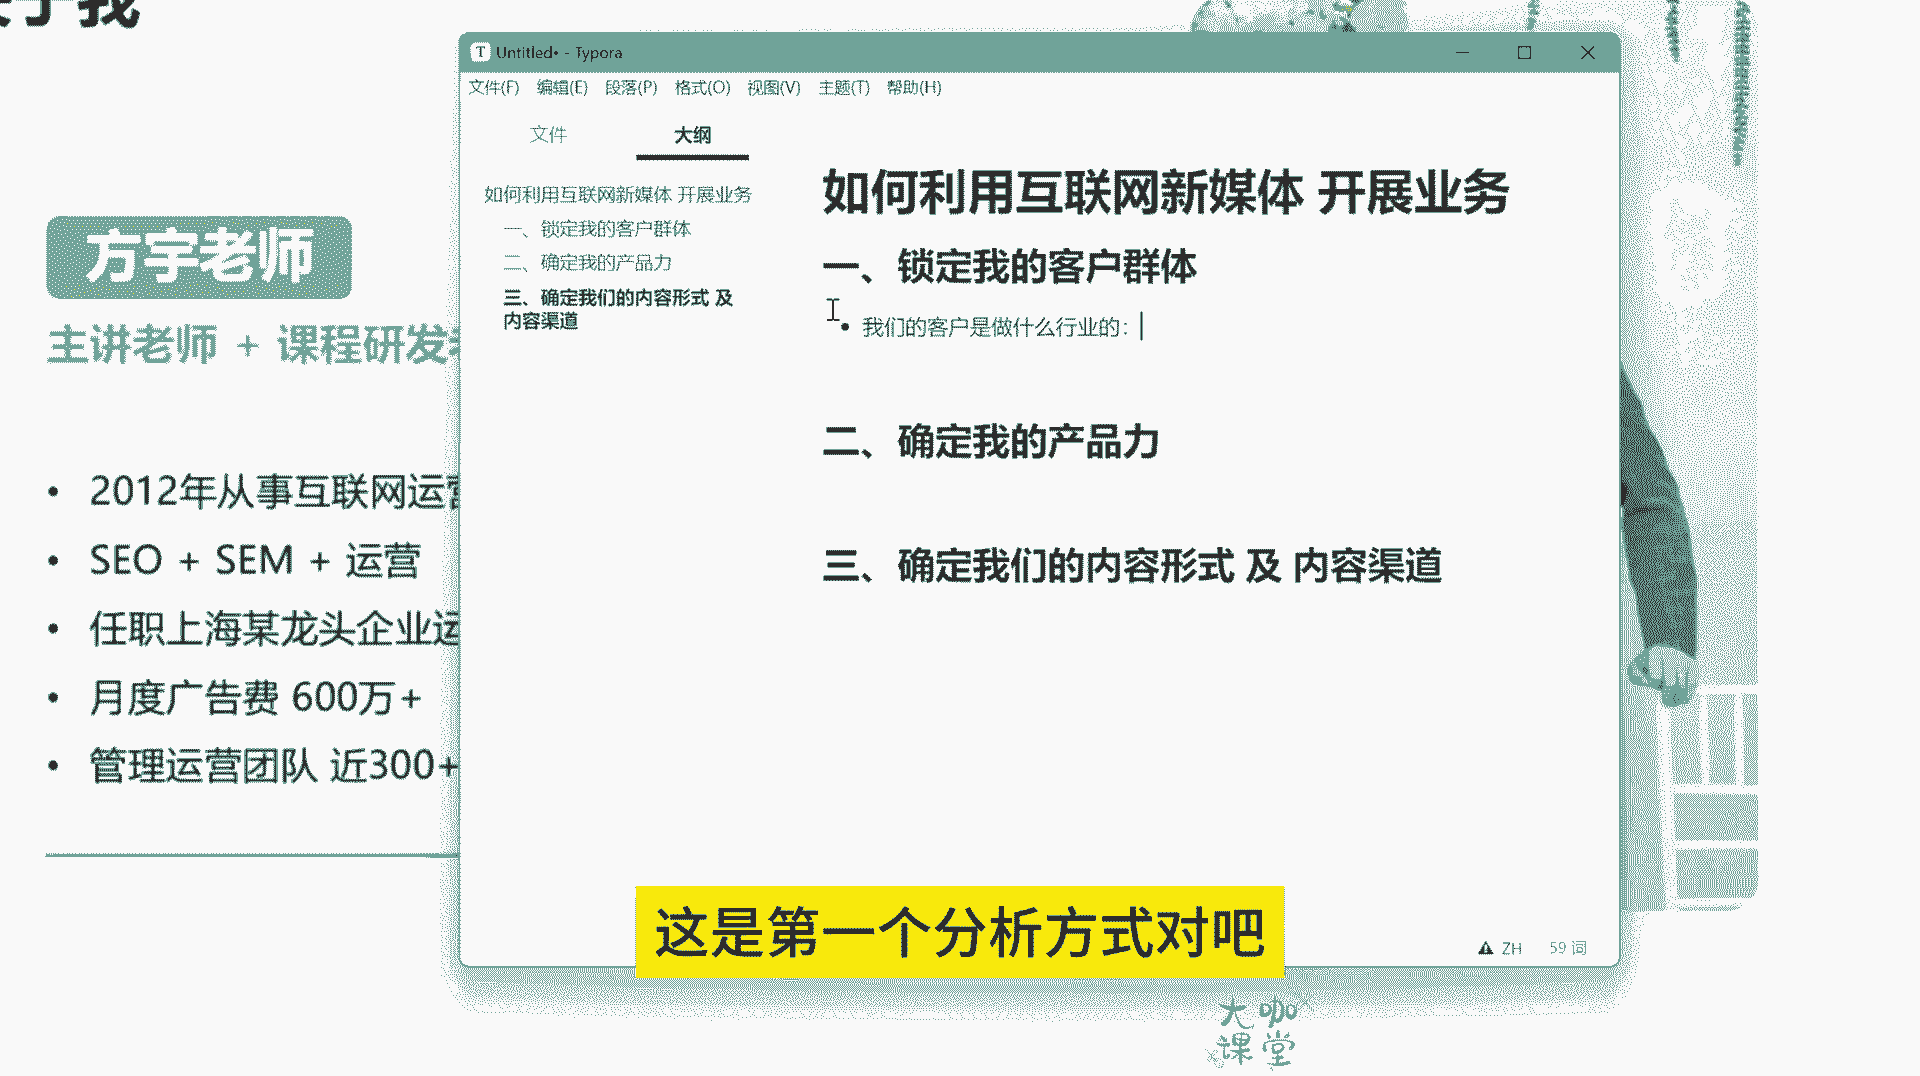 Untitled• - Typora
文件(F) 编辑(E) 段落(P) 格式(O) 视图(V) 主题(T) 帮助(H)
文件 大纲
如何利用互联网新媒体 开展业务
一、锁定我的客户群体
二、确定我的产品力
三、确定我们的内容形式 及
内容渠道
如何利用互联网新媒体 开展业务
一、锁定我的客户群体
• 我们的客户是做什么行业的:
二、确定我的产品力
三、确定我们的内容形式 及 内容渠道
ZH 59 词
方宇老师
主讲老师 + 课程研发
• 2012年从事互联网运营
• SEO + SEM + 运营
• 任职上海某龙头企业运
• 月度广告费 600万+
• 管理运营团队 近300+
这是第一个分析方式对吧
大咖
课堂